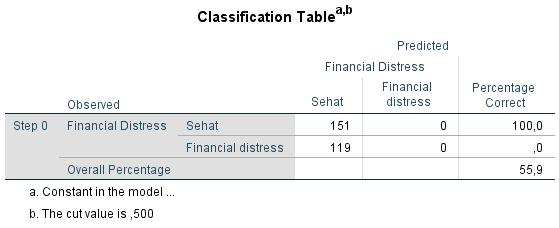 Classification Table a,b
Predicted
Financial Distress
Observed Sehat Financial distress Percentage Correct
Step 0 Financial Distress Sehat 151 0 100,0
Financial distress 119 0 ,0
Overall Percentage 55,9
a. Constant in the model ...
b. The cut value is ,500